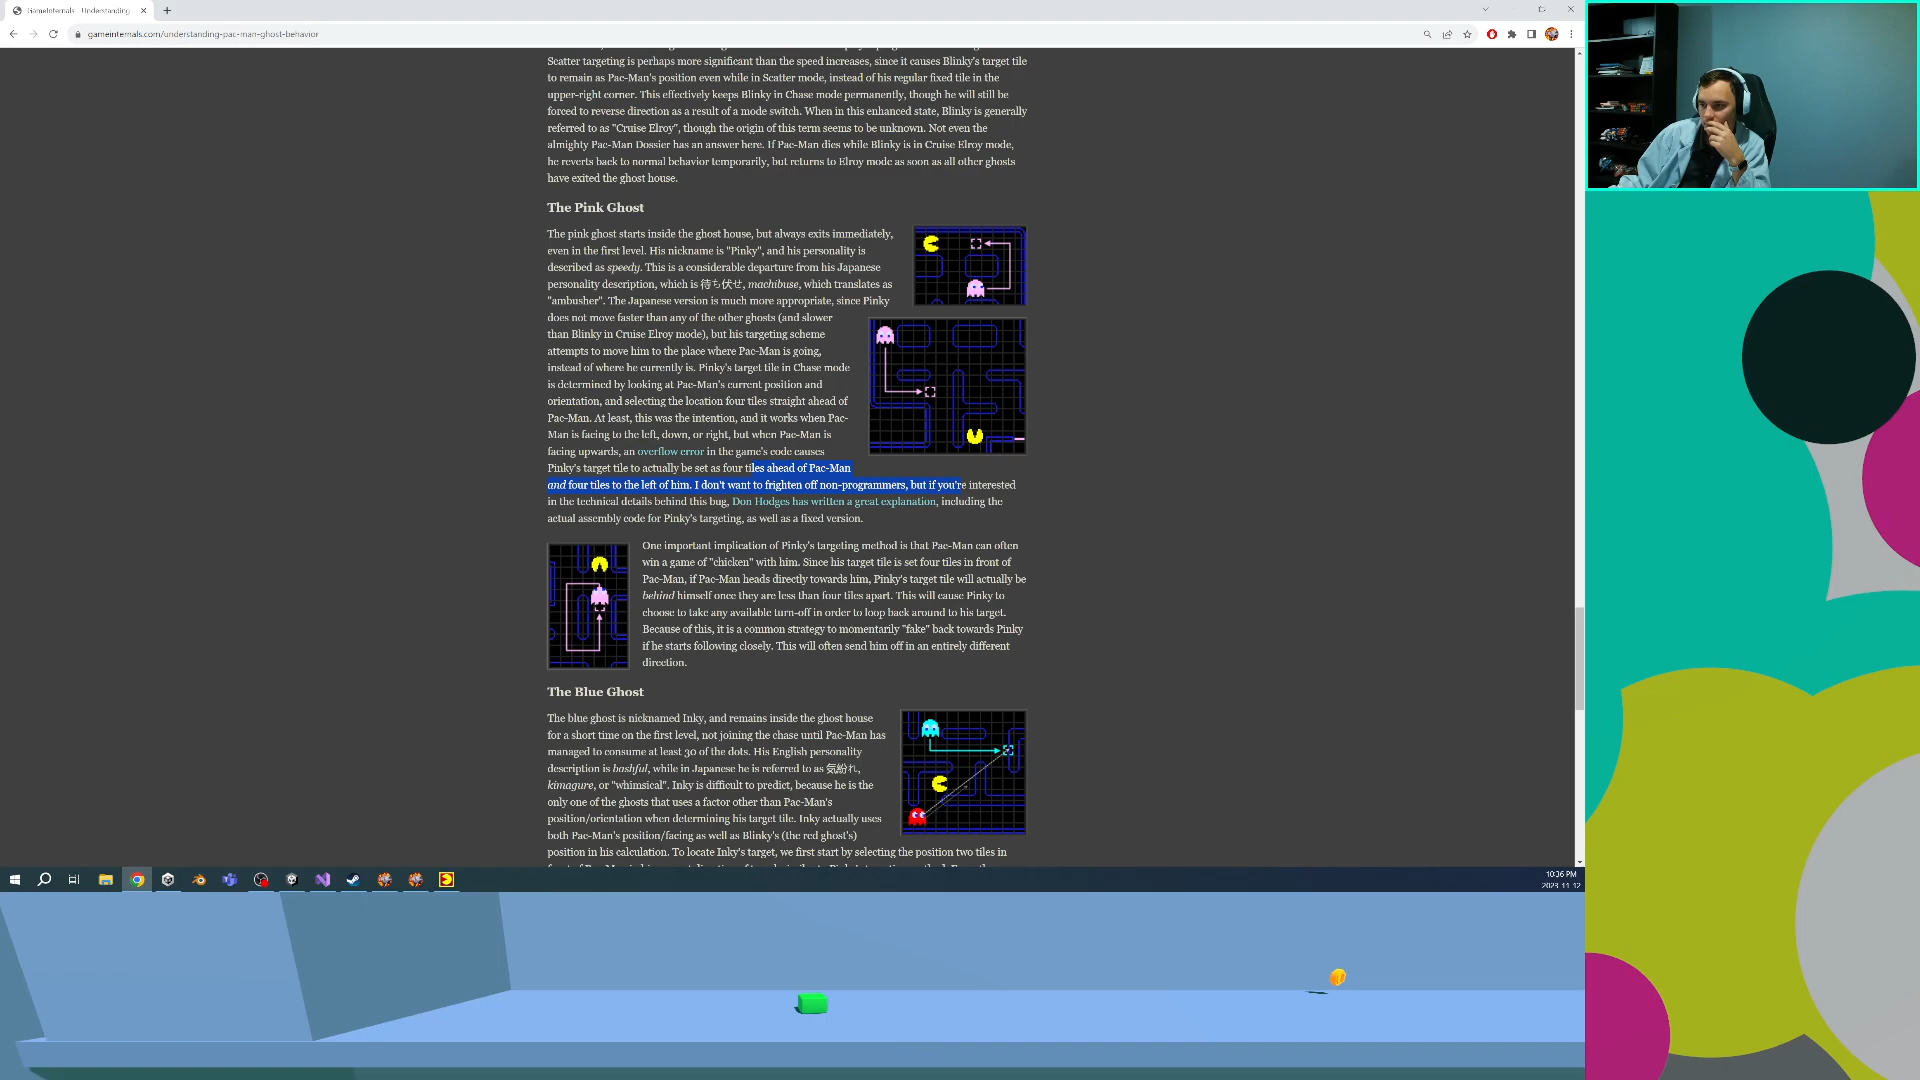 GameInternals - Understanding
gameinternals.com/understanding-pac-man-ghost-behavior
Scatter targeting is perhaps more significant than the speed increases, since it causes Blinky's target tile
to remain as Pac-Man's position even while in Scatter mode, instead of his regular fixed tile in the
upper-right corner. This effectively keeps Blinky in Chase mode permanently, though he will still be
forced to reverse direction as a result of a mode switch. When in this enhanced state, Blinky is generally
referred to as "Cruise Elroy", though the origin of this term seems to be unknown. Not even the
almighty Pac-Man Dossier has an answer here. If Pac-Man dies while Blinky is in Cruise Elroy mode,
he reverts back to normal behavior temporarily, but returns to Elroy mode as soon as all other ghosts
have exited the ghost house.
The Pink Ghost
The pink ghost starts inside the ghost house, but always exits immediately,
even in the first level. His nickname is "Pinky", and his personality is
described as speedy. This is a considerable departure from his Japanese
personality description, which is 待ち伏せ, machibuse, which translates as
"ambusher". The Japanese version is much more appropriate, since Pinky
does not move faster than any of the other ghosts (and slower
than Blinky in Cruise Elroy mode), but his targeting scheme
attempts to move him to the place where Pac-Man is going,
instead of where he currently is. Pinky's target tile in Chase mode
is determined by looking at Pac-Man's current position and
orientation, and selecting the location four tiles straight ahead of
Pac-Man. At least, this was the intention, and it works when Pac-
Man is facing to the left, down, or right, but when Pac-Man is
facing upwards, an overflow error in the game's code causes
Pinky's target tile to actually be set as four tiles ahead of Pac-Man
and four tiles to the left of him. I don't want to frighten off non-programmers, but if you're interested
in the technical details behind this bug, Don Hodges has written a great explanation, including the
actual assembly code for Pinky's targeting, as well as a fixed version.
One important implication of Pinky's targeting method is that Pac-Man can often
win a game of "chicken" with him. Since his target tile is set four tiles in front of
Pac-Man, if Pac-Man heads directly towards him, Pinky's target tile will actually be
behind himself once they are less than four tiles apart. This will cause Pinky to
choose to take any available turn-off in order to loop back around to his target.
Because of this, it is a common strategy to momentarily "fake" back towards Pinky
if he starts following closely. This will often send him off in an entirely different
direction.
The Blue Ghost
The blue ghost is nicknamed Inky, and remains inside the ghost house
for a short time on the first level, not joining the chase until Pac-Man has
managed to consume at least 30 of the dots. His English personality
description is bashful, while in Japanese he is referred to as 気紛れ,
kimagure, or "whimsical". Inky is difficult to predict, because he is the
only one of the ghosts that uses a factor other than Pac-Man's
position/orientation when determining his target tile. Inky actually uses
both Pac-Man's position/facing as well as Blinky's (the red ghost's)
position in his calculation. To locate Inky's target, we first start by selecting the position two tiles in
10:36 PM
2023-11-12